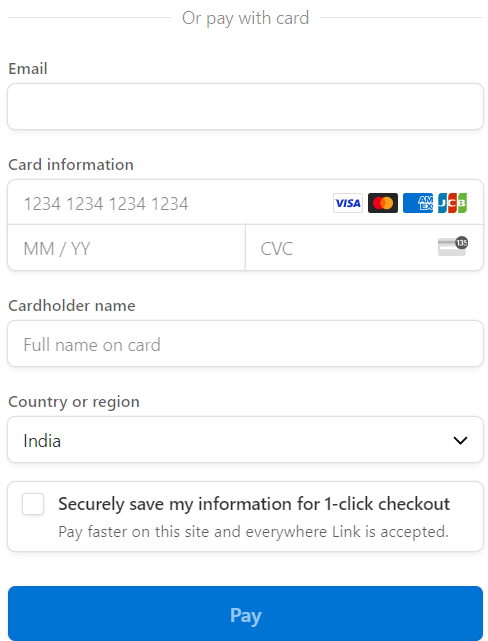 Or pay with card
Email
Card information
1234 1234 1234 1234 VISA AM EX JCB
MM / YY CVC 135
Cardholder name
Full name on card
Country or region
India
Securely save my information for 1-click checkout
Pay faster on this site and everywhere Link is accepted.
Pay